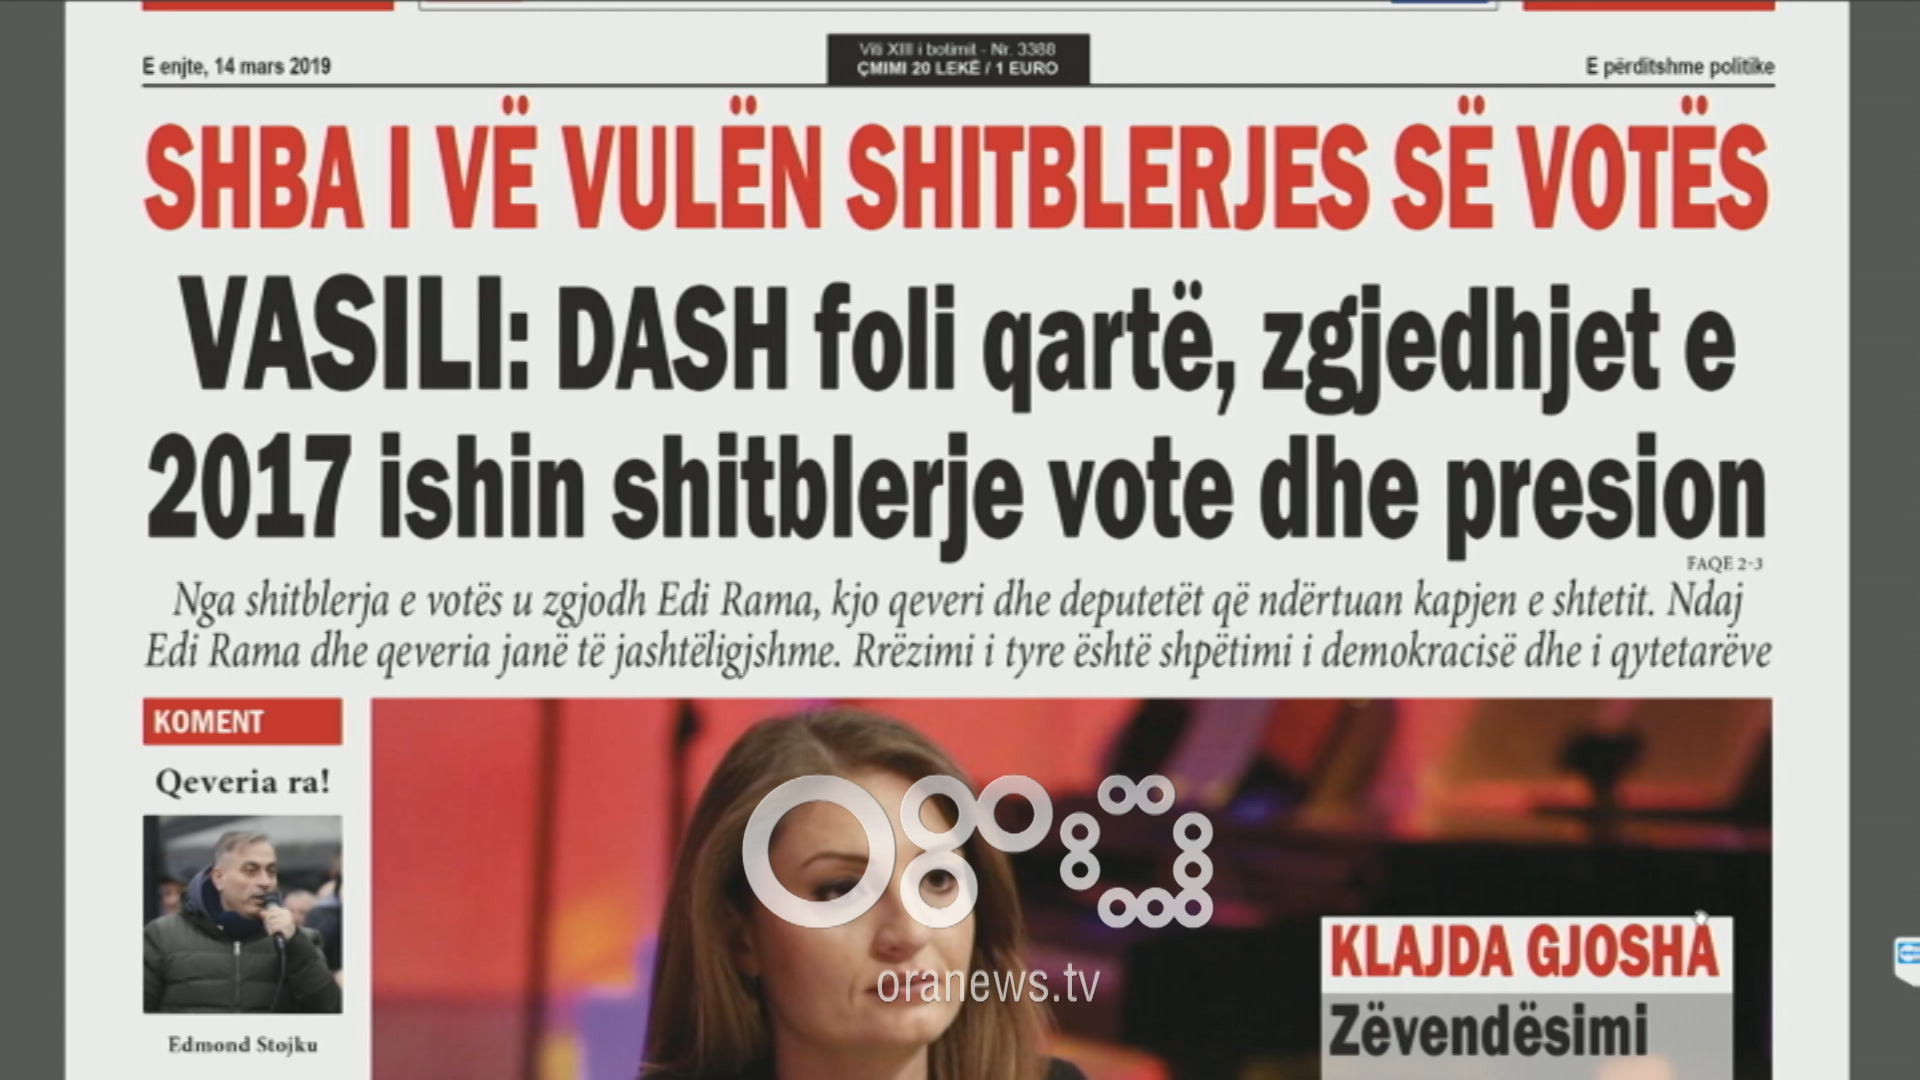 E enjte, 14 mars 2019
Viti XIII i botimit - Nr. 3388
ÇMIMI 20 LEKË / 1 EURO
E përditshme politike
SHBA I VË VULËN SHITBLERJES SË VOTËS
VASILI: DASH foli qartë, zgjedhjet e
2017 ishin shitblerje vote dhe presion
FAQE 2-3
Nga shitblerja e votës u zgjodh Edi Rama, kjo qeveri dhe deputetët që ndërtuan kapjen e shtetit. Ndaj
Edi Rama dhe qeveria janë të jashtëligjshme. Rrëzimi i tyre është shpëtimi i demokracisë dhe i qytetarëve
KOMENT
Qeveria ra!
Edmond Stojku
ora
oranews.tv
KLAJDA GJOSHA
Zëvendësimi